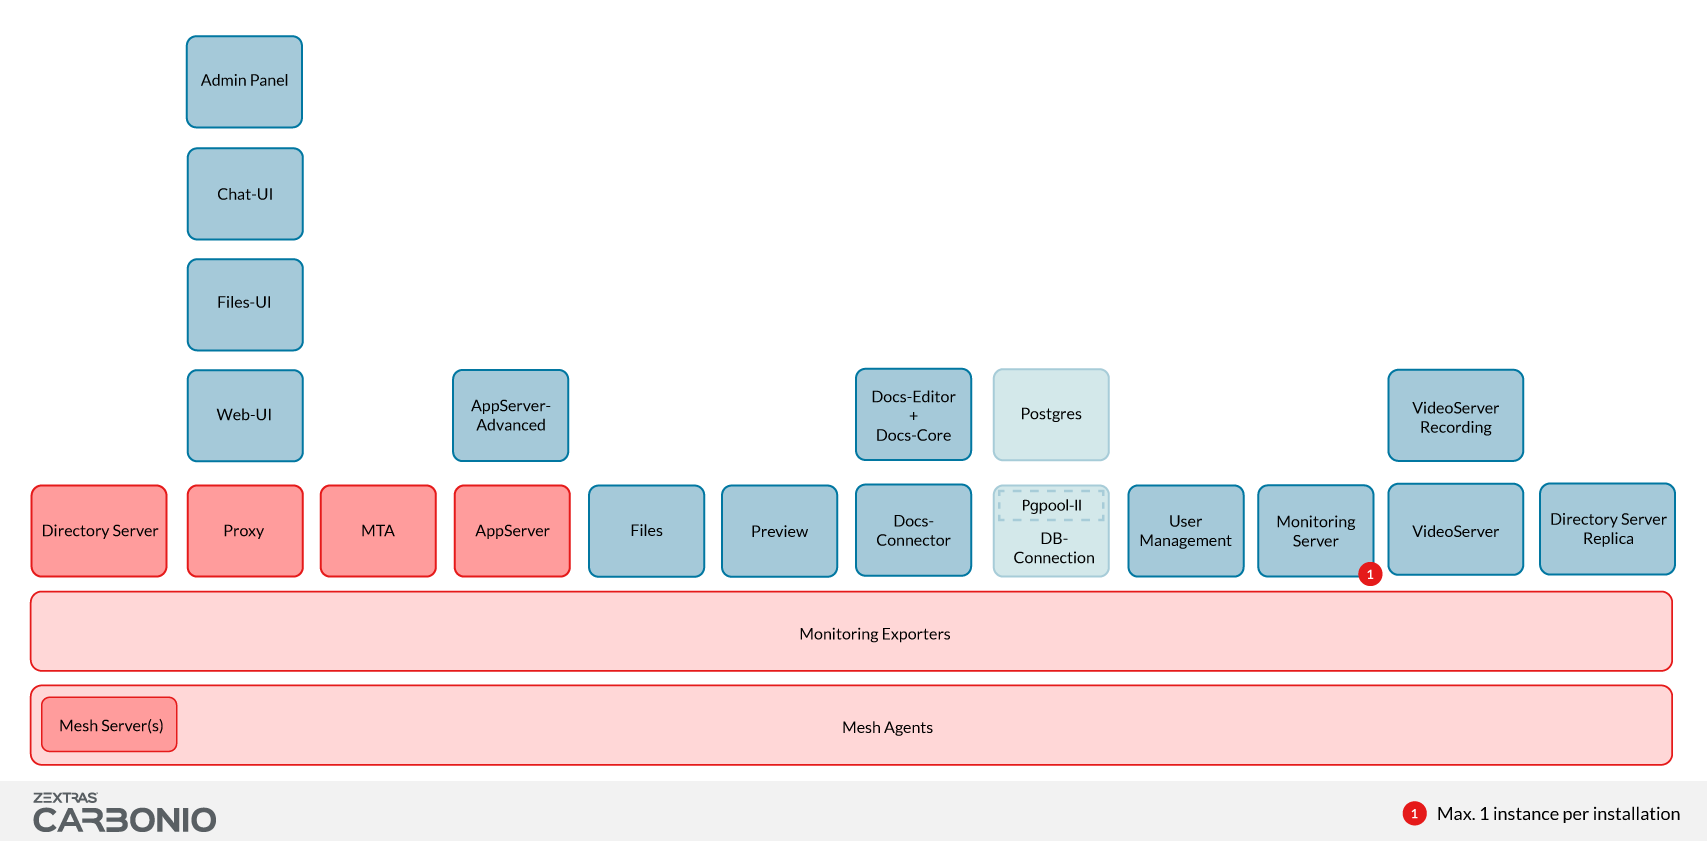 Admin Panel
Chat-UI
Files-UI
Web-UI
AppServer-
Advanced
Docs-Editor
+
Docs-Core
Postgres
VideoServer
Recording
Directory Server
Proxy
MTA
AppServer
Files
Preview
Docs-
Connector
Pgpool-II
DB-
Connection
User
Management
Monitoring
Server
1
VideoServer
Directory Server
Replica
Monitoring Exporters
Mesh Server(s)
Mesh Agents
ZEXTRAS
CARBONIO
1 Max. 1 instance per installation